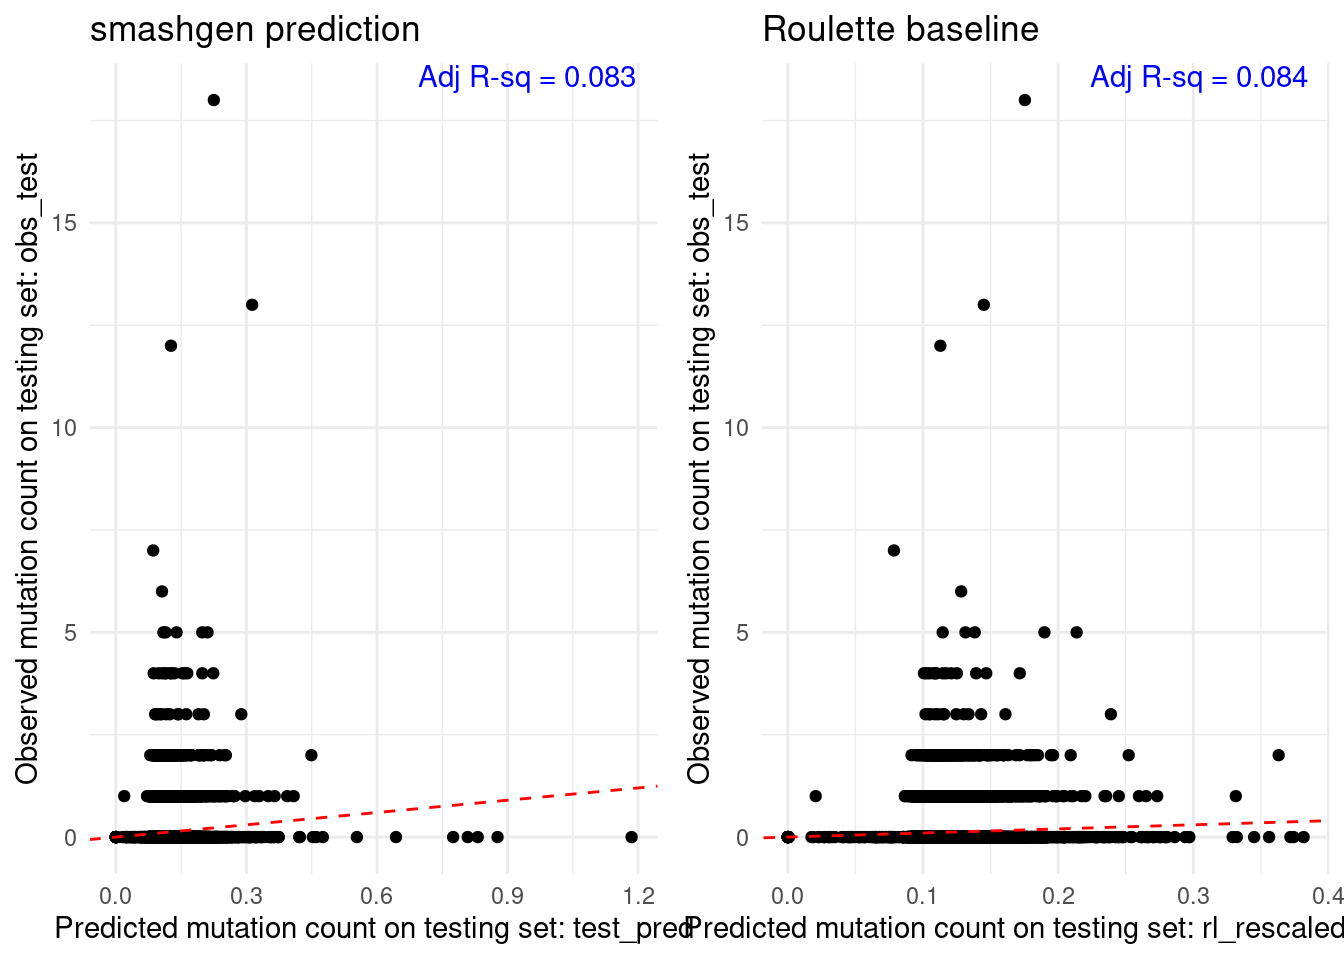 smashgen prediction
Adj R-sq = 0.083
Observed mutation count on testing set: obs_test
15
10
5
0
0.0 0.3 0.6 0.9 1.2
Predicted mutation count on testing set: test_pred
Roulette baseline
Adj R-sq = 0.084
Observed mutation count on testing set: obs_test
15
10
5
0
0.0 0.1 0.2 0.3 0.4
Predicted mutation count on testing set: rl_rescaled